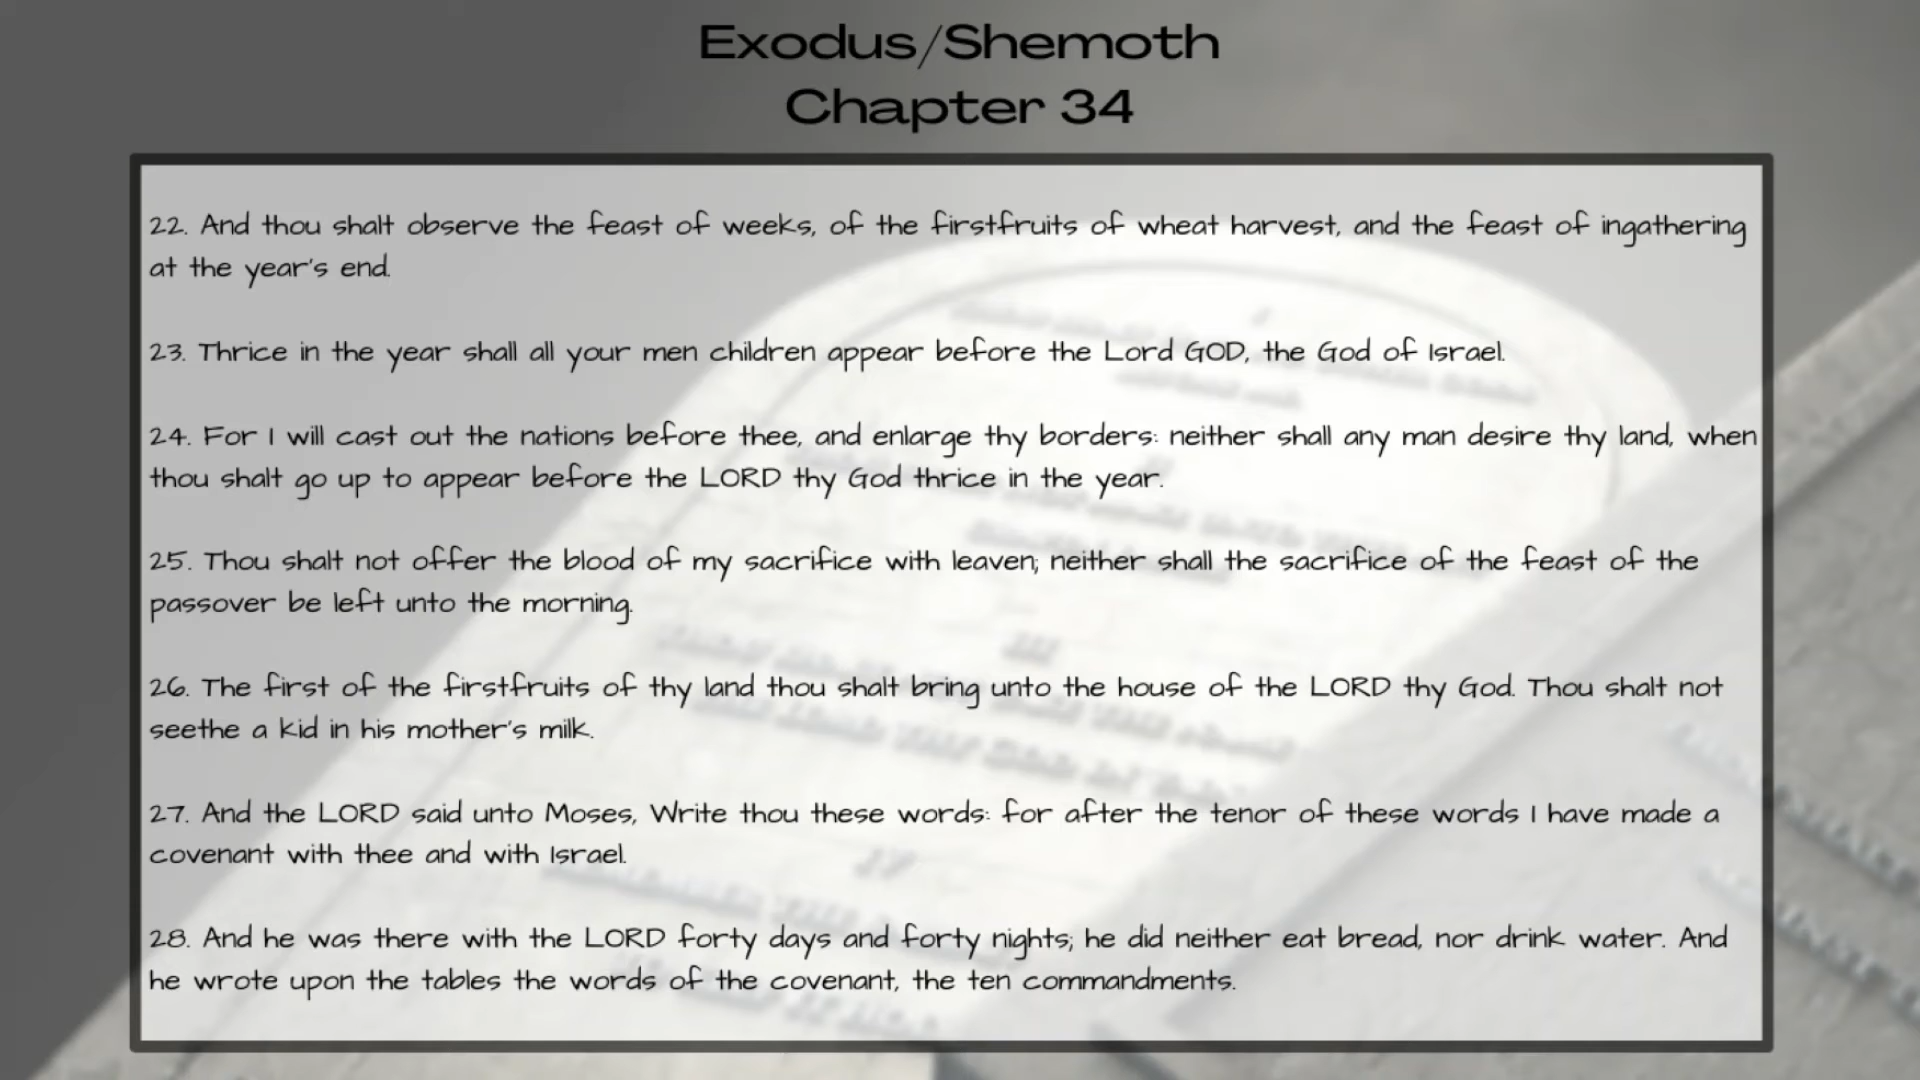 Exodus/Shemoth
Chapter 34
22. And thou shalt observe the feast of weeks, of the firstfruits of wheat harvest, and the feast of ingathering
at the year's end.
23. Thrice in the year shall all your men children appear before the Lord GOD, the God of Israel.
24. For I will cast out the nations before thee, and enlarge thy borders: neither shall any man desire thy land, when
thou shalt go up to appear before the LORD thy God thrice in the year.
25. Thou shalt not offer the blood of my sacrifice with leaven; neither shall the sacrifice of the feast of the
passover be left unto the morning.
26. The first of the firstfruits of thy land thou shalt bring unto the house of the LORD thy God. Thou shalt not
seethe a kid in his mother's milk.
27. And the LORD said unto Moses, Write thou these words: for after the tenor of these words I have made a
covenant with thee and with Israel.
28. And he was there with the LORD forty days and forty nights; he did neither eat bread, nor drink water. And
he wrote upon the tables the words of the covenant, the ten commandments.